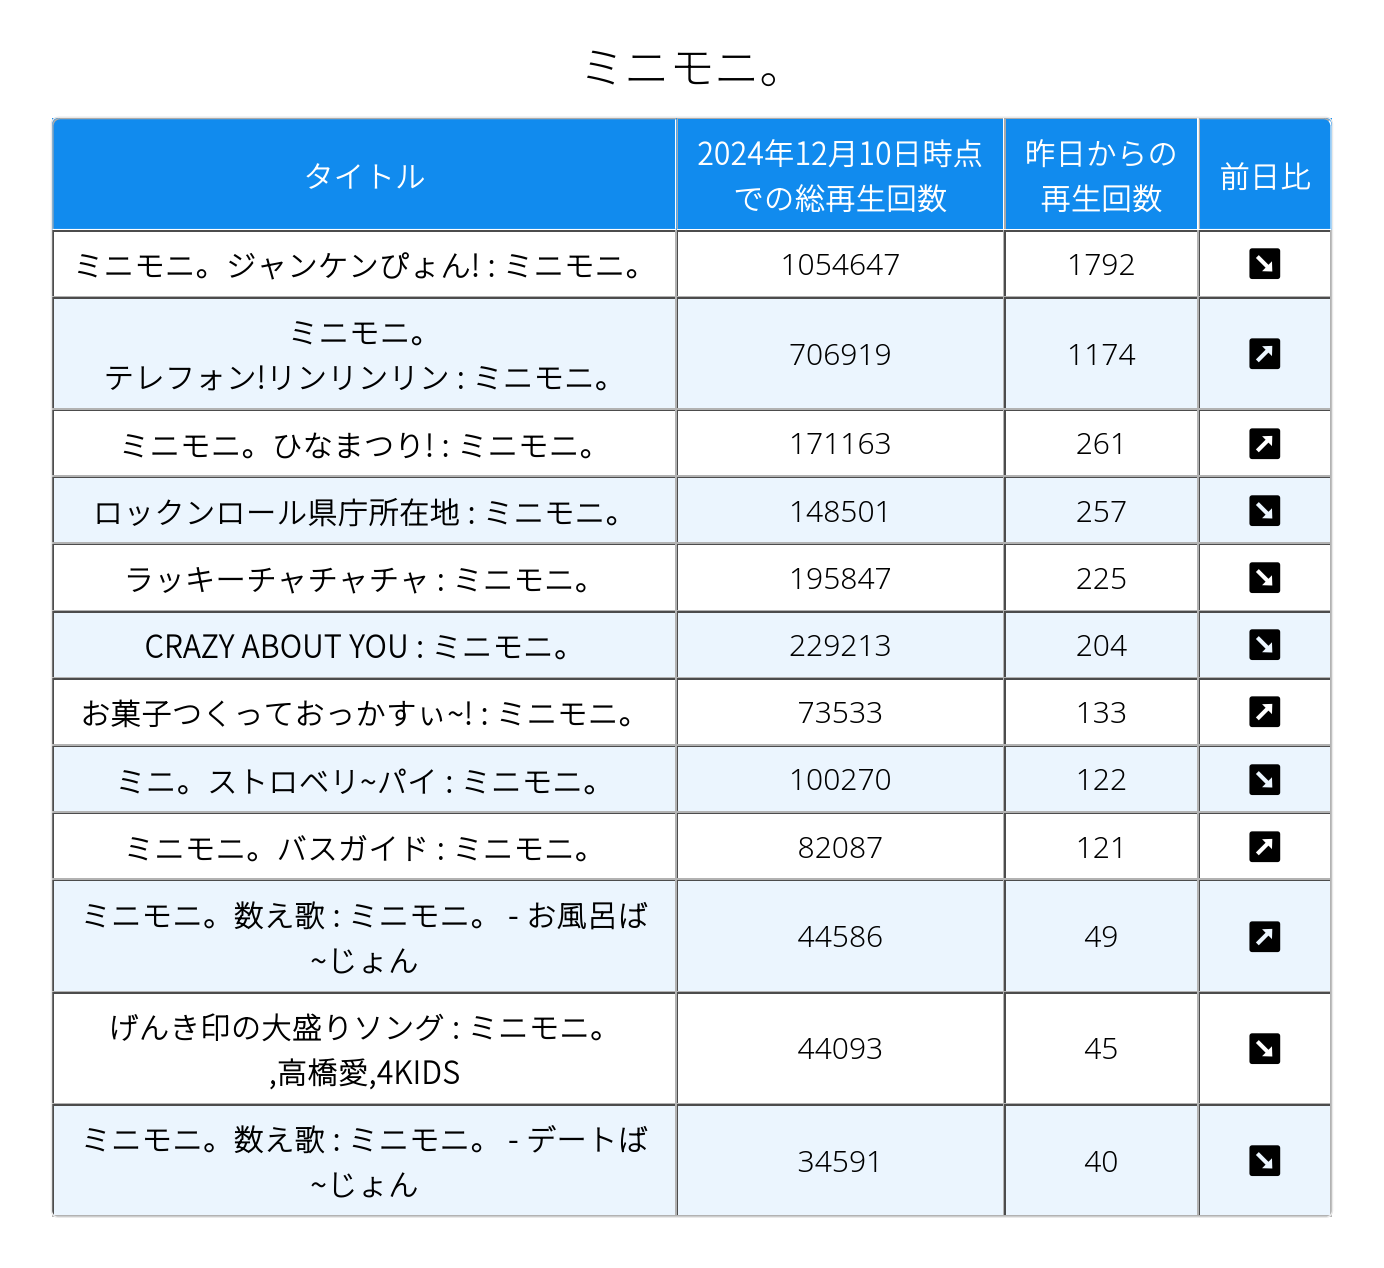 ミニモニ。
タイトル
2024年12月10日時点
での総再生回数
昨日からの
再生回数
前日比
ミニモニ。ジャンケンぴょん! : ミニモニ。
1054647
1792
ミニモニ。
テレフォン!リンリンリン : ミニモニ。
706919
1174
ミニモニ。ひなまつり! : ミニモニ。
171163
261
ロックンロール県庁所在地 : ミニモニ。
148501
257
ラッキーチャチャチャ : ミニモニ。
195847
225
CRAZY ABOUT YOU : ミニモニ。
229213
204
お菓子つくっておっかすぃ~! : ミニモニ。
73533
133
ミニ。ストロベリ~パイ : ミニモニ。
100270
122
ミニモニ。バスガイド : ミニモニ。
82087
121
ミニモニ。数え歌 : ミニモニ。 - お風呂ば
~じょん
44586
49
げんき印の大盛りソング : ミニモニ。
,高橋愛,4KIDS
44093
45
ミニモニ。数え歌 : ミニモニ。 - デートば
~じょん
34591
40